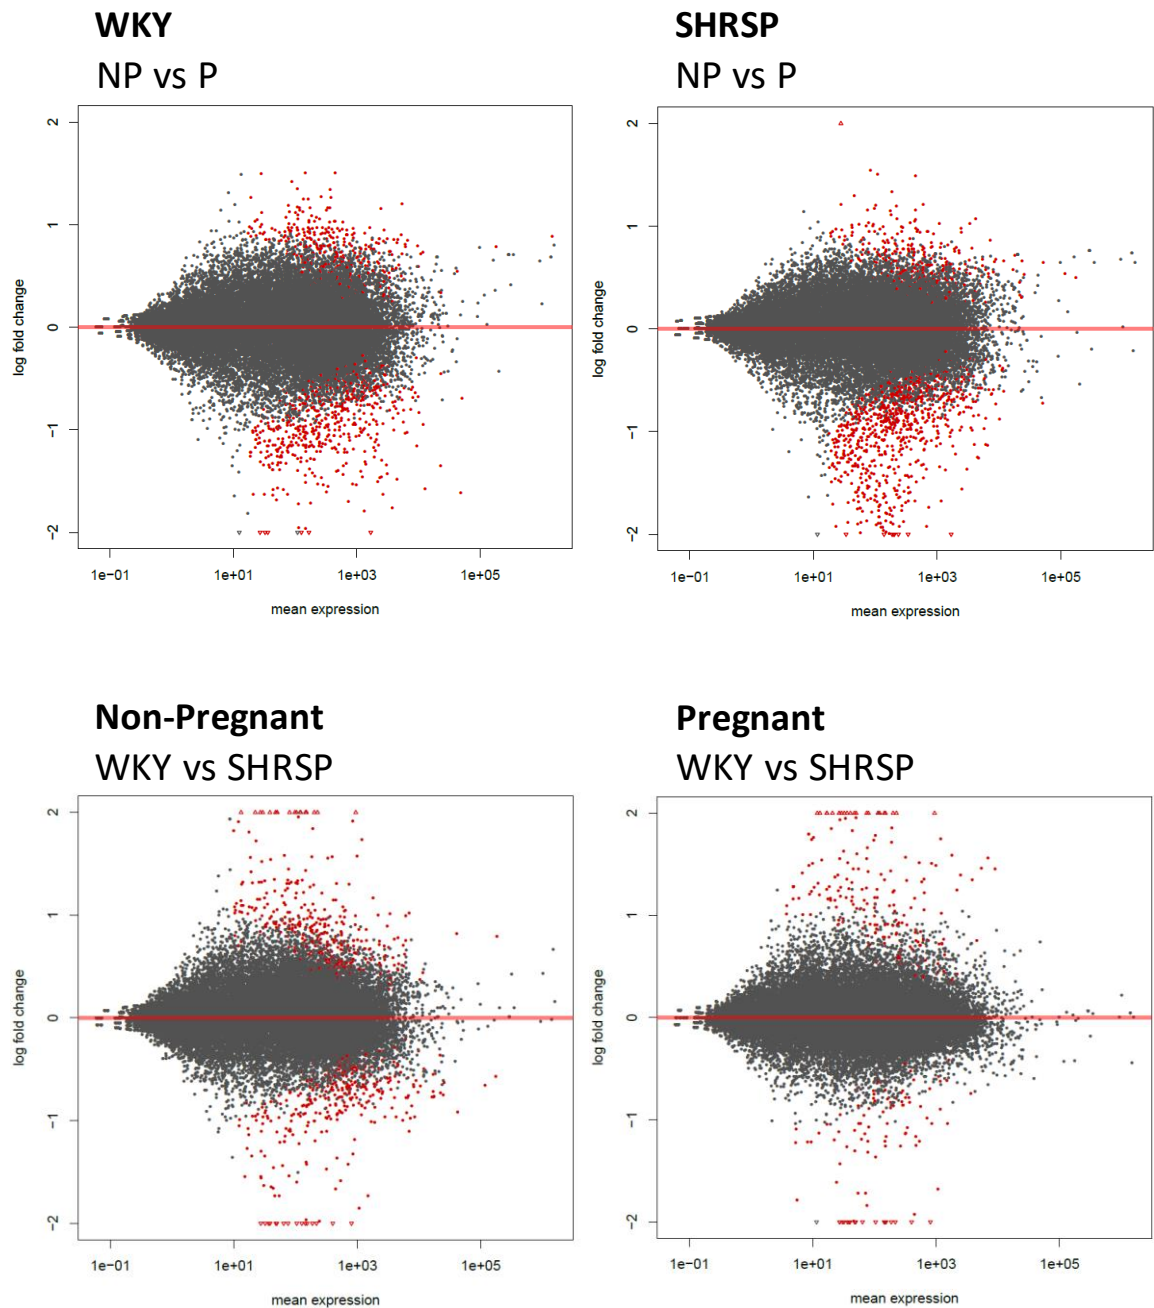 WKY
NP vs P
2
1
0
-1
-2
log fold change
1e-01 1e+01 1e+03 1e+05
mean expression
SHRSP
NP vs P
2
1
0
-1
-2
log fold change
1e-01 1e+01 1e+03 1e+05
mean expression
Non-Pregnant
WKY vs SHRSP
2
1
0
-1
-2
log fold change
1e-01 1e+01 1e+03 1e+05
mean expression
Pregnant
WKY vs SHRSP
2
1
0
-1
-2
log fold change
1e-01 1e+01 1e+03 1e+05
mean expression